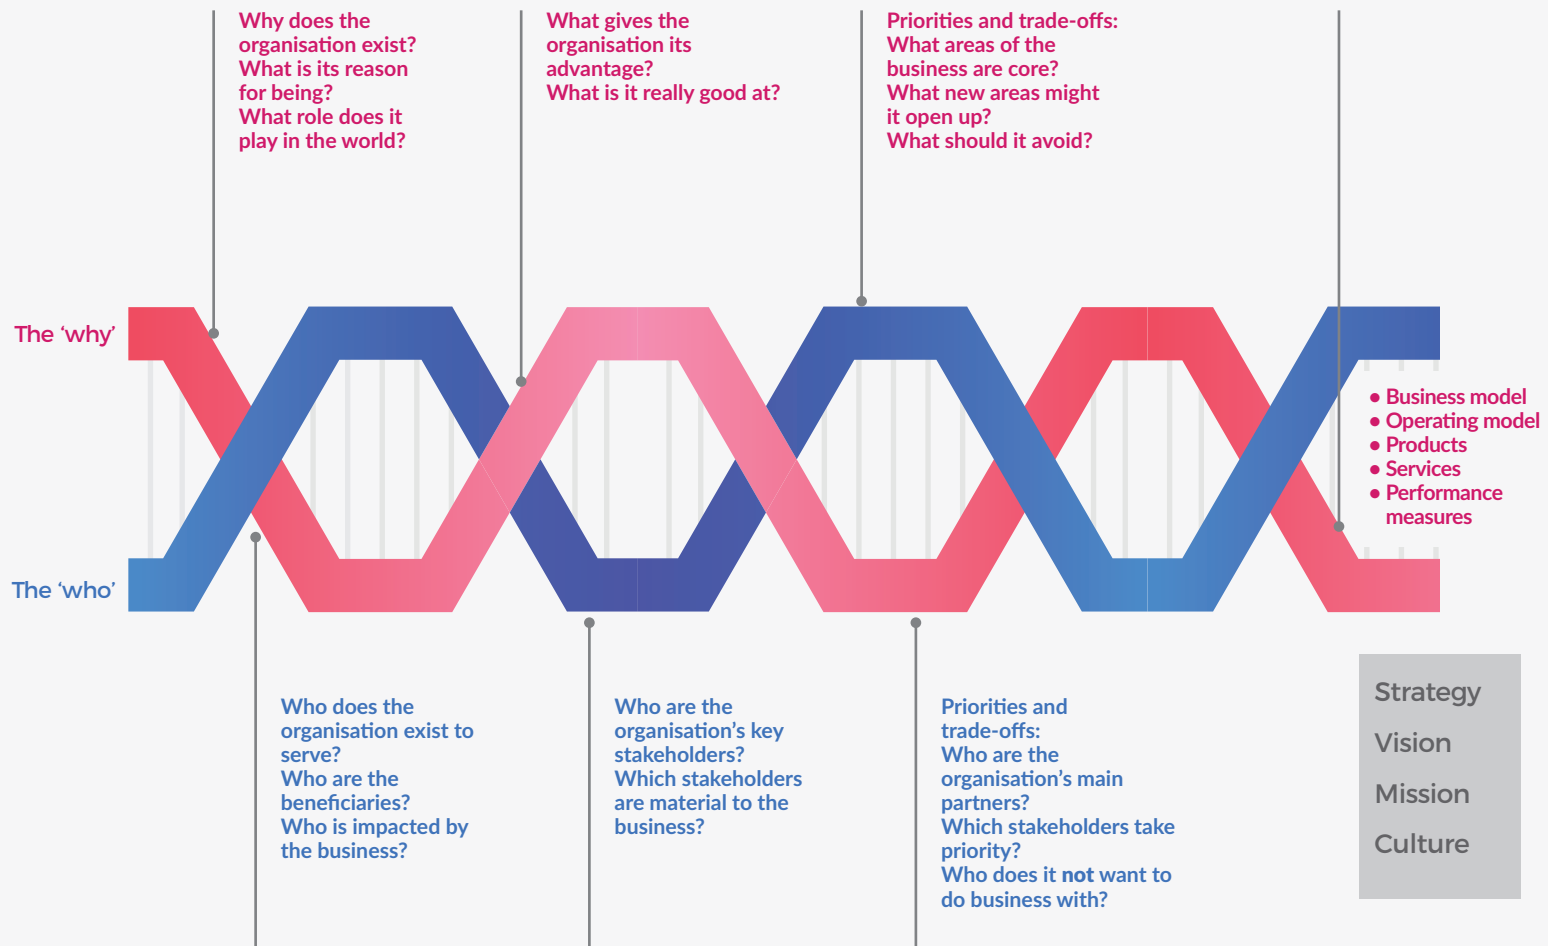 Why does the
organisation exist?
What is its reason
for being?
What role does it
play in the world?
What gives the
organisation its
advantage?
What is it really good at?
Priorities and trade-offs:
What areas of the
business are core?
What new areas might
it open up?
What should it avoid?
The ‘why’
• Business model
• Operating model
• Products
• Services
• Performance
measures
The ‘who’
Who does the
organisation exist to
serve?
Who are the
beneficiaries?
Who is impacted by
the business?
Who are the
organisation’s key
stakeholders?
Which stakeholders
are material to the
business?
Priorities and
trade-offs:
Who are the
organisation’s main
partners?
Which stakeholders take
priority?
Who does it not want to
do business with?
Strategy
Vision
Mission
Culture